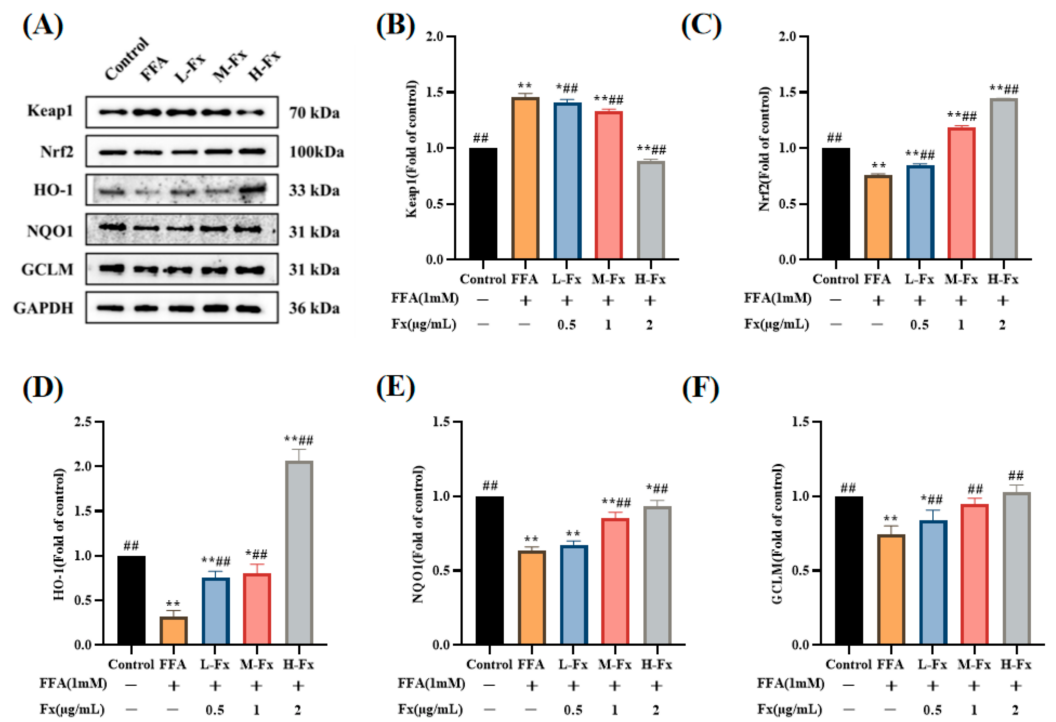 (A)
Control FFA L-Fx M-Fx H-Fx
Keap1 70 kDa
Nrf2 100kDa
HO-1 33 kDa
NQO1 31 kDa
GCLM 31 kDa
GAPDH 36 kDa
(B)
Keap1(Fold of control)
2.0
1.5
1.0
0.5
0.0
## ** *## **## **##
Control FFA L-Fx M-Fx H-Fx
FFA(1mM) — + + + +
Fx(μg/mL) — — 0.5 1 2
(C)
Nrf2(Fold of control)
2.0
1.5
1.0
0.5
0.0
## ** **## **## **##
Control FFA L-Fx M-Fx H-Fx
FFA(1mM) — + + + +
Fx(μg/mL) — — 0.5 1 2
(D)
HO-1(Fold of control)
2.5
2.0
1.0
0.5
0.0
## ** **## *## **##
Control FFA L-Fx M-Fx H-Fx
FFA(1mM) — + + + +
Fx(μg/mL) — — 0.5 1 2
(E)
NQO1(Fold of control)
1.5
1.0
0.5
0.0
## ** ** **## *##
Control FFA L-Fx M-Fx H-Fx
FFA(1mM) — + + + +
Fx(μg/mL) — — 0.5 1 2
(F)
GCLM(Fold of control)
1.5
1.0
0.5
0.0
## ** *## ## ##
Control FFA L-Fx M-Fx H-Fx
FFA(1mM) — + + + +
Fx(μg/mL) — — 0.5 1 2